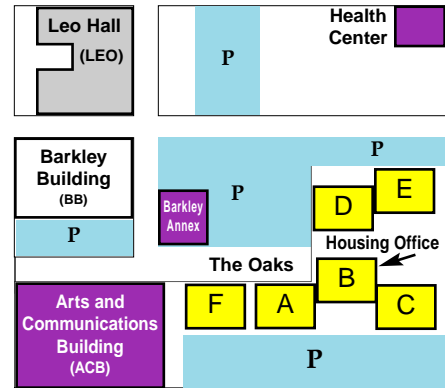 Leo Hall
(LEO)
P
Health
Center
Barkley
Building
(BB)
P
Barkley
Annex
P
P
D
E
Housing Office
The Oaks
B
F
A
C
Arts and
Communications
Building
(ACB)
P